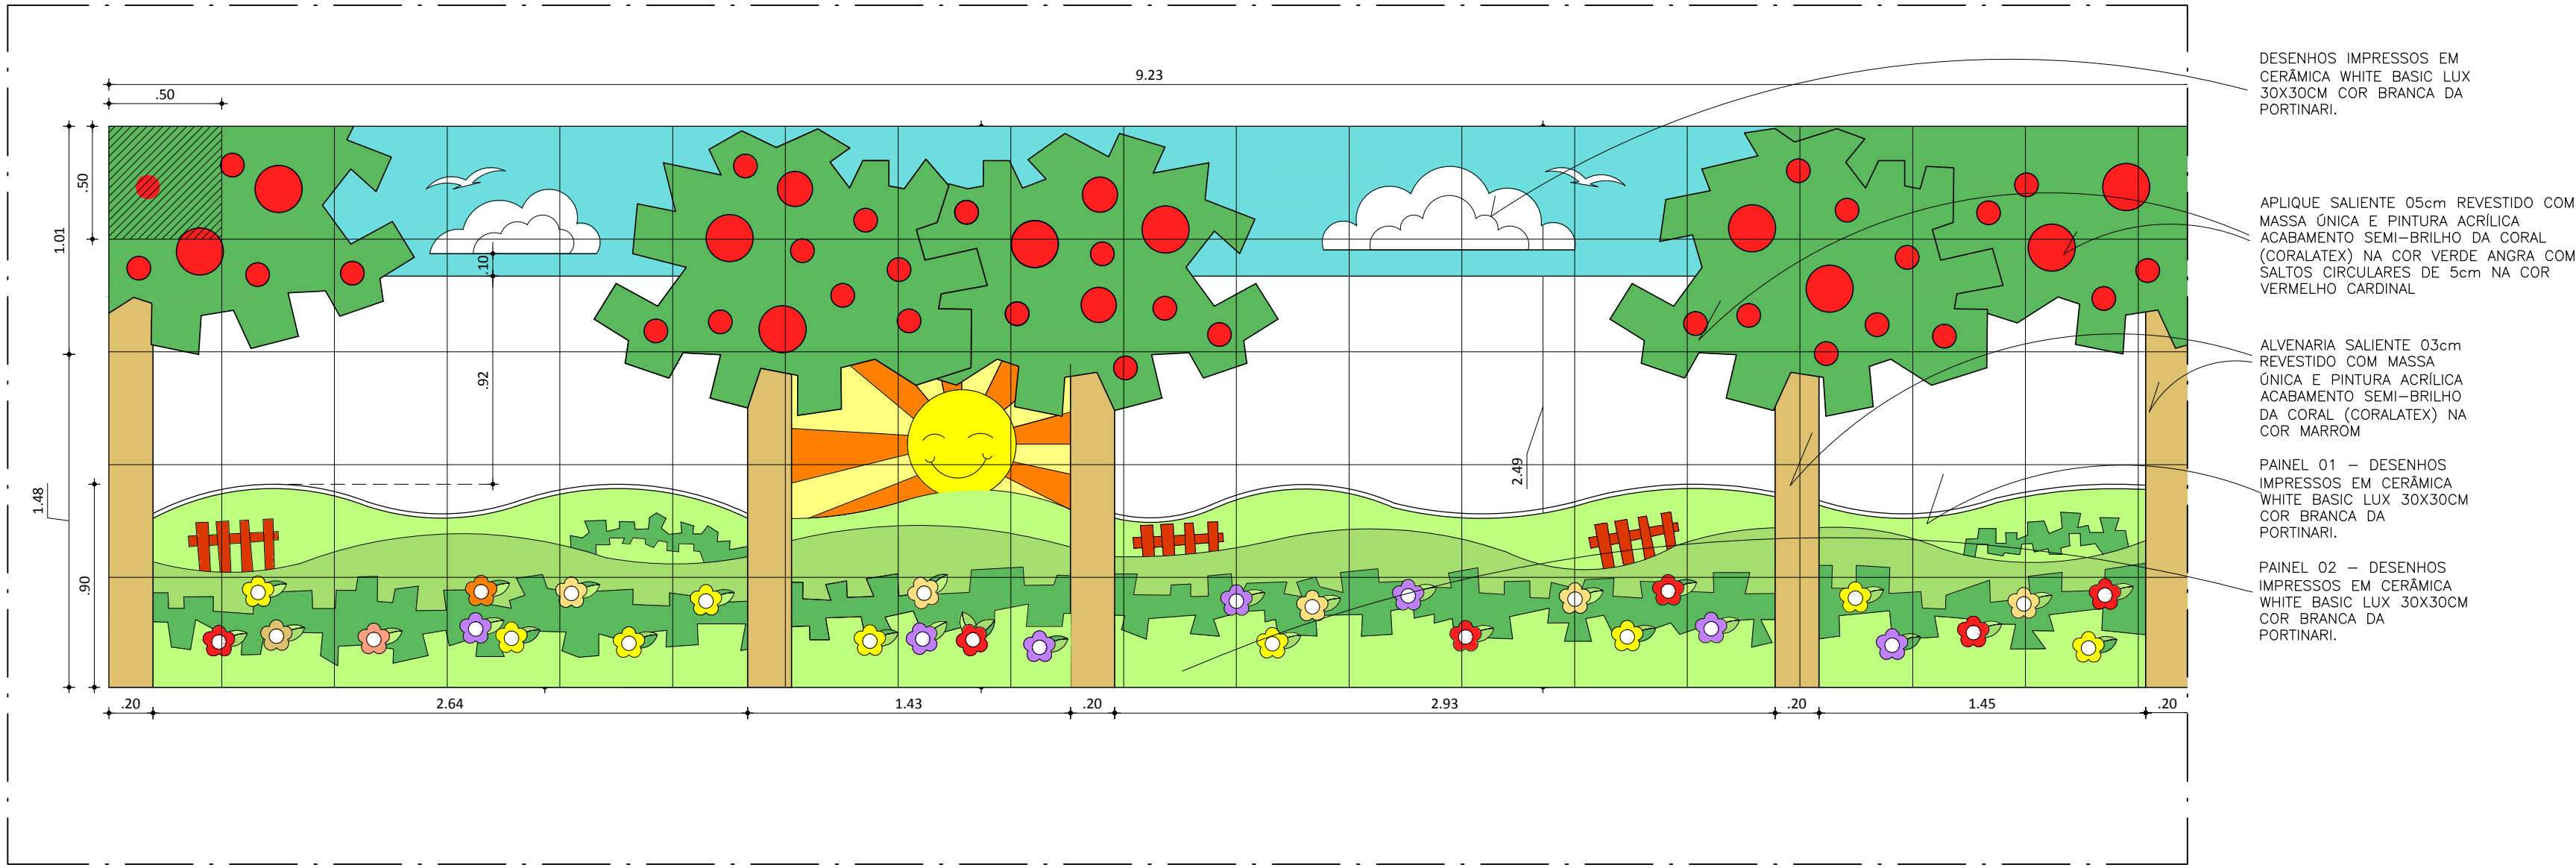 9.23
.50
.50
1.01
.10
.92
2.49
1.48
.90
.20
2.64
1.43
.20
2.93
.20
1.45
.20
DESENHOS IMPRESSOS EM
CERÂMICA WHITE BASIC LUX
30X30CM COR BRANCA DA
PORTINARI.
APLIQUE SALIENTE 05cm REVESTIDO COM
MASSA ÚNICA E PINTURA ACRÍLICA
ACABAMENTO SEMI-BRILHO DA CORAL
(CORALATEX) NA COR VERDE ANGRA COM
SALTOS CIRCULARES DE 5cm NA COR
VERMELHO CARDINAL
ALVENARIA SALIENTE 03cm
REVESTIDO COM MASSA
ÚNICA E PINTURA ACRÍLICA
ACABAMENTO SEMI-BRILHO
DA CORAL (CORALATEX) NA
COR MARROM
PAINEL 01 - DESENHOS
IMPRESSOS EM CERÂMICA
WHITE BASIC LUX 30X30CM
COR BRANCA DA
PORTINARI.
PAINEL 02 - DESENHOS
IMPRESSOS EM CERÂMICA
WHITE BASIC LUX 30X30CM
COR BRANCA DA
PORTINARI.